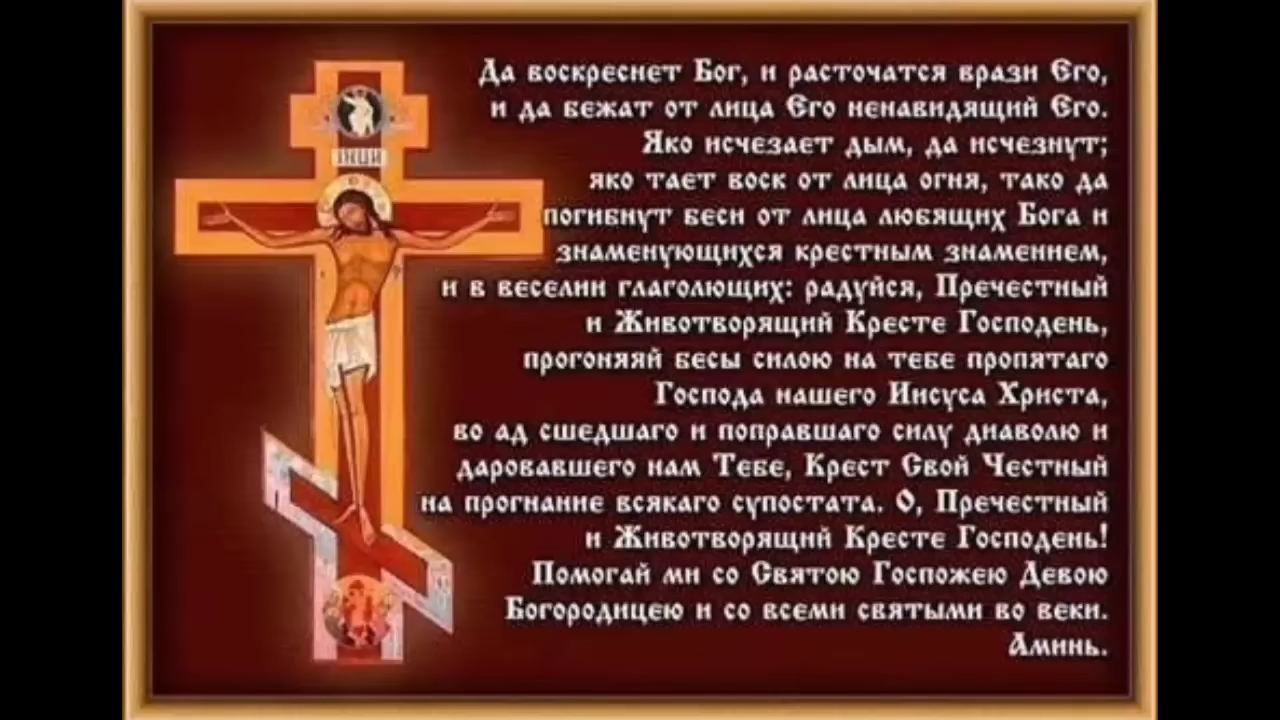 Да воскреснет Бог, и расточатся врази Его,
и да бежат от лица Его ненавидящий Его.
Яко исчезает дым, да исчезнут;
яко тает воск от лица огня, тако да
погибнут беси от лица любящих Бога и
знаменующихся крестным знамением,
и в веселии глаголющих: радуйся, Пречестный
и Животворящий Кресте Господень,
прогоняяй бесы силою на тебе пропятаго
Господа нашего Иисуса Христа,
во ад сшедшаго и поправшаго силу диаволю и
даровавшего нам Тебе, Крест Свой Честный
на прогнание всякаго супостата. О, Пречестный
и Животворящий Кресте Господень!
Помогай ми со Святою Госпожею Девою
Богородицею и со всеми святыми во веки.
Аминь.